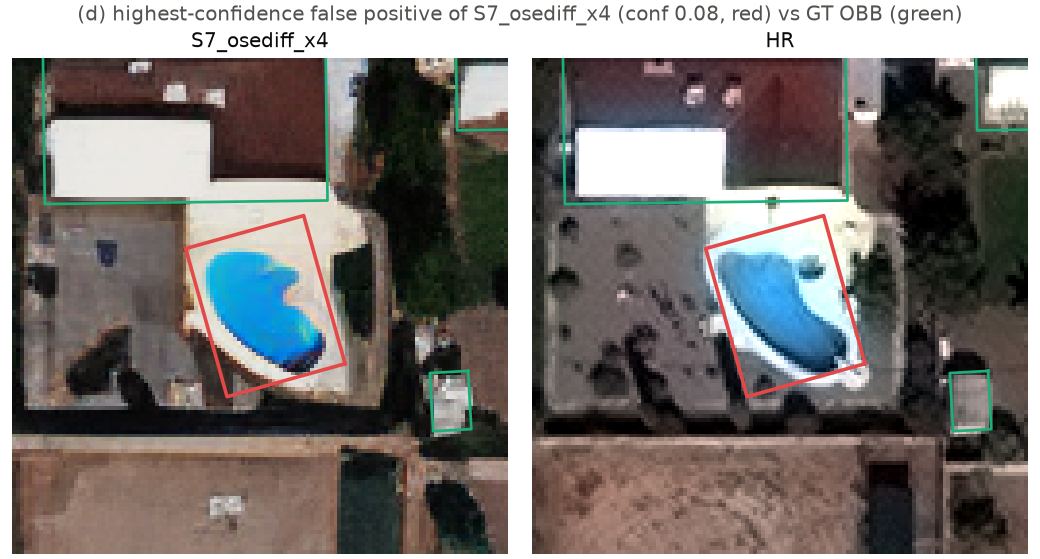 (d) highest-confidence false positive of S7_osediff_x4 (conf 0.08, red) vs GT OBB (green)
S7_osediff_x4
HR